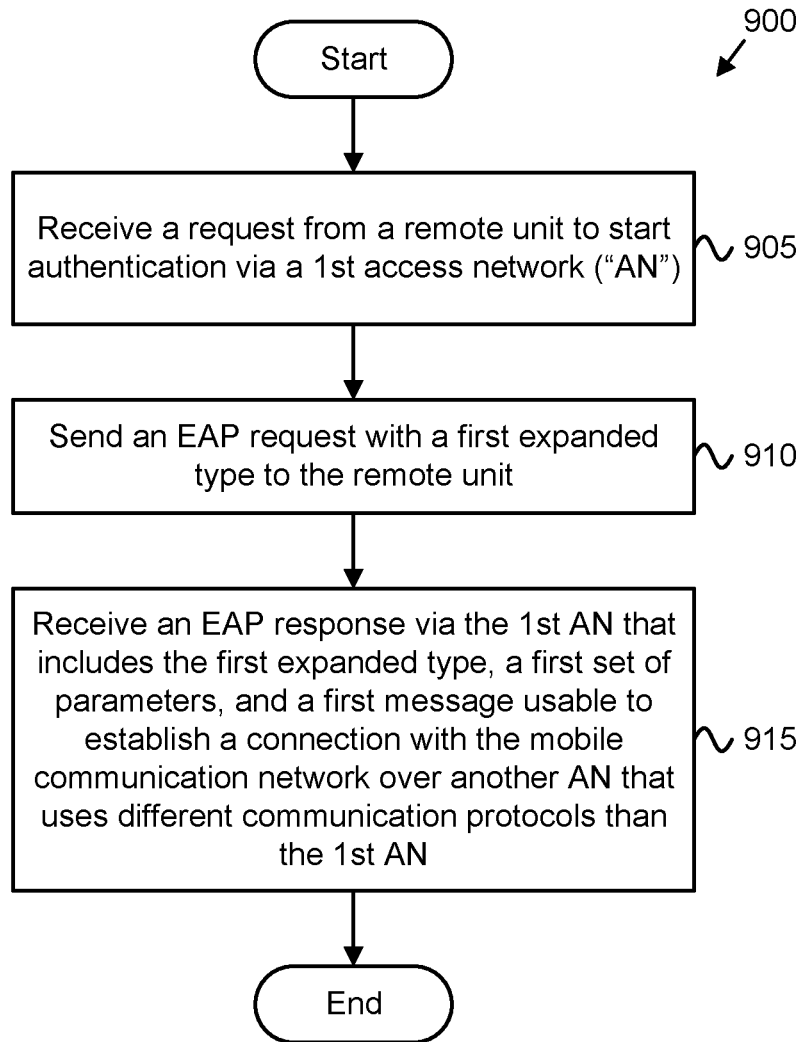 900
Start
Receive a request from a remote unit to start
authentication via a 1st access network (“AN”)
905
Send an EAP request with a first expanded
type to the remote unit
910
Receive an EAP response via the 1st AN that
includes the first expanded type, a first set of
parameters, and a first message usable to
establish a connection with the mobile
communication network over another AN that
uses different communication protocols than
the 1st AN
915
End